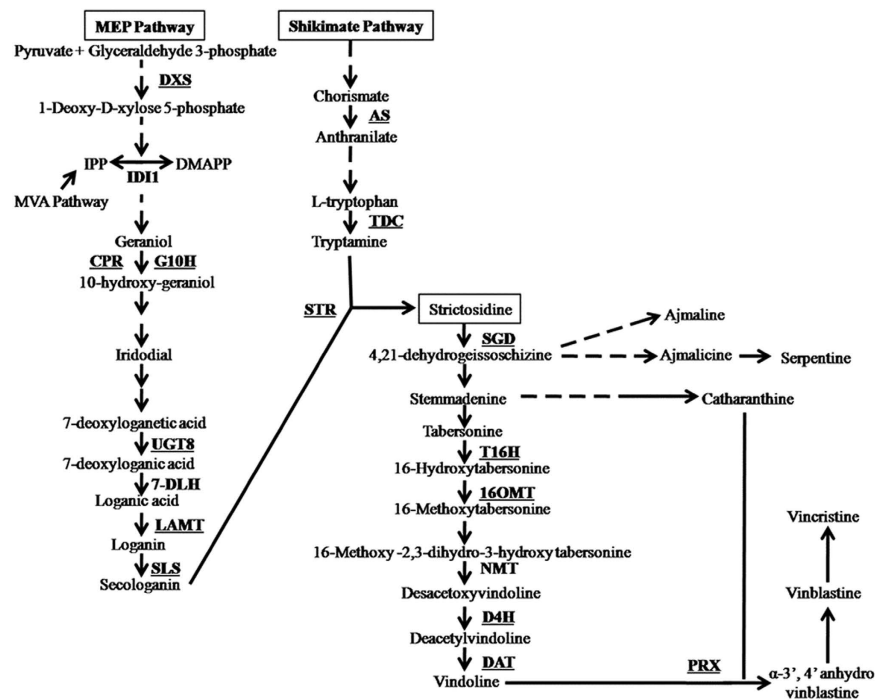 MEP Pathway
Pyruvate + Glyceraldehyde 3-phosphate
DXS
1-Deoxy-D-xylose 5-phosphate
IPP
DMAPP
IDI1
MVA Pathway
Geraniol
CPR
G10H
10-hydroxy-geraniol
Iridodial
7-deoxyloganetic acid
UGT8
7-deoxyloganic acid
7-DLH
Loganic acid
LAMT
Loganin
SLS
Secologanin
Shikimate Pathway
Chorismate
AS
Anthranilate
L-tryptophan
TDC
Tryptamine
STR
Strictosidine
SGD
4,21-dehydrogeissoschizine
Ajmaline
Ajmalicine
Serpentine
Stemmadenine
Catharanthine
Tabersonine
T16H
16-Hydroxytabersonine
16OMT
16-Methoxytabersonine
16-Methoxy -2,3-dihydro-3-hydroxy tabersonine
NMT
Desacetoxyvindoline
D4H
Deacetylvindoline
DAT
Vindoline
PRX
α-3’, 4’ anhydro
vinblastine
Vinblastine
Vincristine